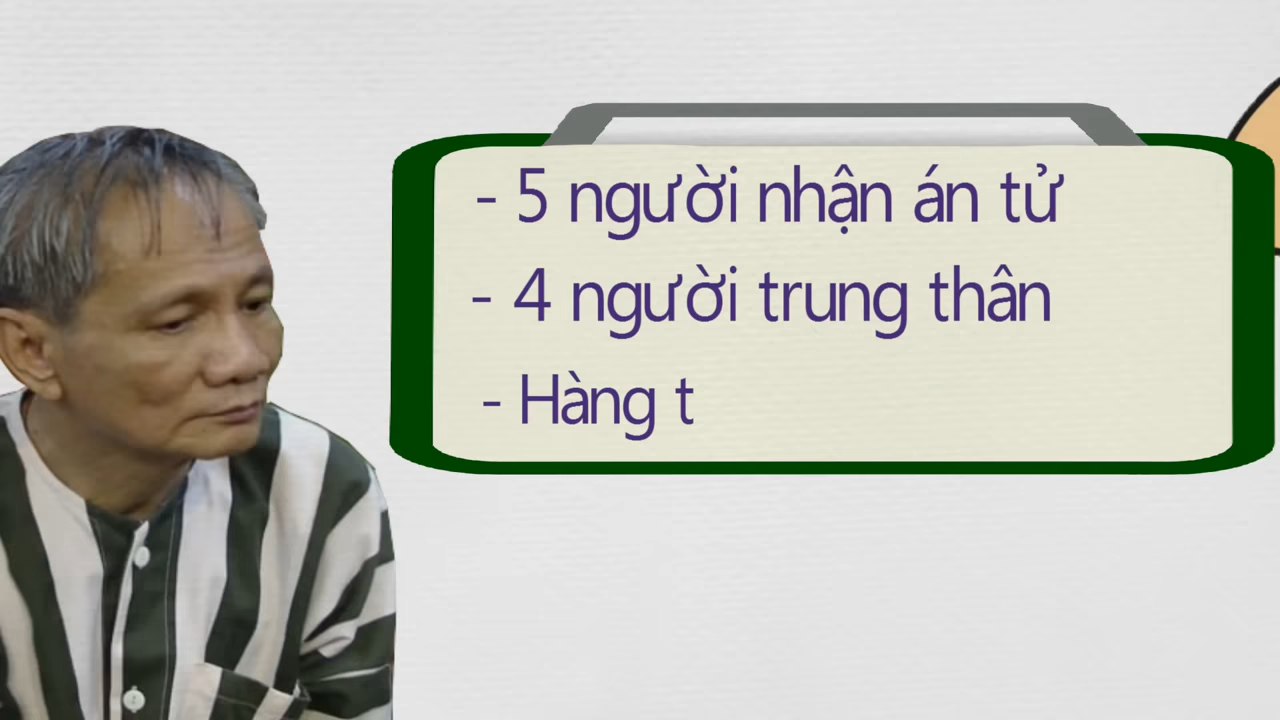 - 5 người nhận án tử
- 4 người trung thân
- Hàng t